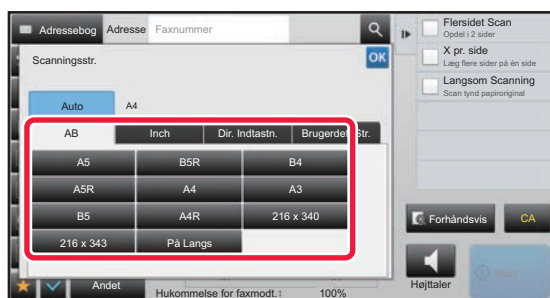 Adressebog Adresse Faxnummer
Scanningsstr. OK
Auto A4
AB Inch Dir. Indtastn. Brugerdef. Str.
A5 B5R B4
A5R A4 A3
B5 A4R 216 x 340
216 x 343 På Langs
Andet
Hukommelse for faxmodt. 100%
Flersidet Scan
Opdel i 2 sider
X pr. side
Læg flere sider på én side
Langsom Scanning
Scan tynd papiroriginal
Forhåndsvis CA
Højttaler Start